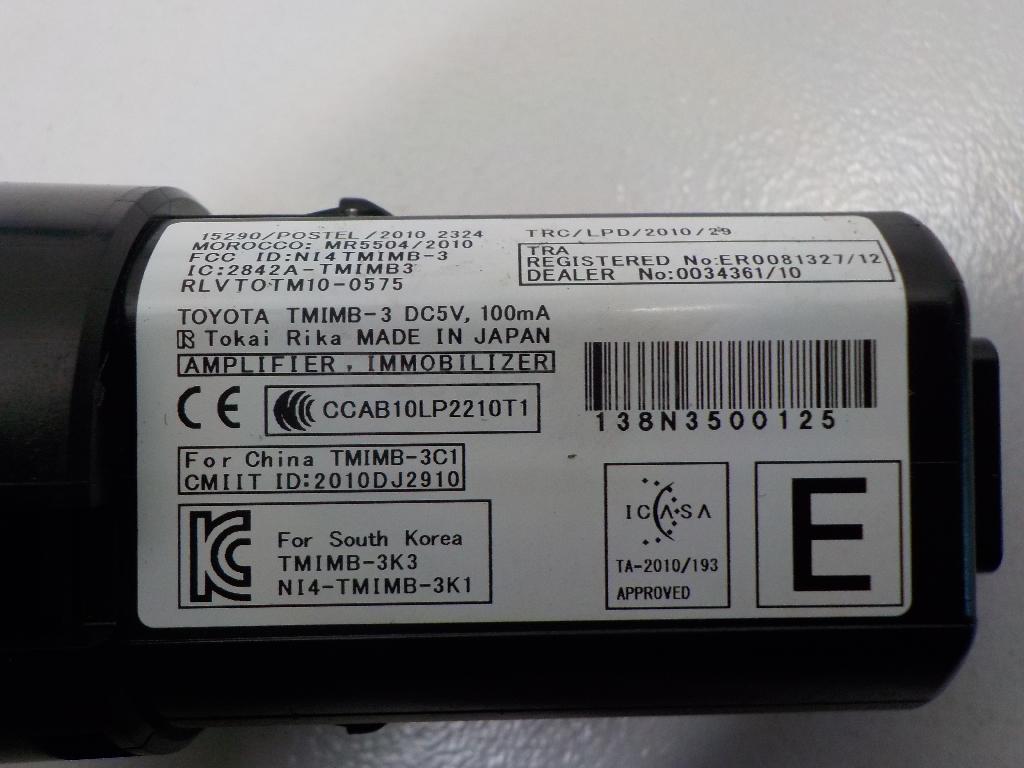 15290/POSTEL/2010 2324
MOROCCO: MR5504/2010
FCC ID:NI4TMIMB-3
IC:2842A-TMIMB3
RLVTOTM10-0575
TRC/LPD/2010/29
TRA
REGISTERED No:ER0081327/12
DEALER No:0034361/10
TOYOTA TMIMB-3 DC5V, 100mA
Tokai Rika MADE IN JAPAN
AMPLIFIER, IMMOBILIZER
CE
CCAB10LP2210T1
138N3500125
For China TMIMB-3C1
CMIIT ID:2010DJ2910
KC
For South Korea
TMIMB-3K3
NI4-TMIMB-3K1
ICASA
TA-2010/193
APPROVED
E